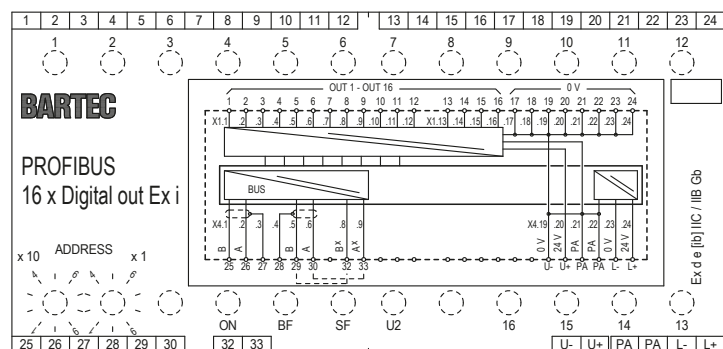 1 2 3 4 5 6 7 8 9 10 11 12 13 14 15 16 17 18 19 20 21 22 23 24
1 2 3 4 5 6 7 8 9 10 11 12
OUT 1 - OUT 16 0 V
1 2 3 4 5 6 7 8 9 10 11 12 13 14 15 16 17 18 19 20 21 22 23 24
X1.1 .2 .3 .4 .5 .6 .7 .8 .9 .10 .11 .12 X1.13 .14 .15 .16 .17 .18 .19 .20 .21 .22 .23 .24
BARTEC
PROFIBUS
16 x Digital out Ex i
BUS
X4.1 .2 .3 .4 .5 .6 .8 .9 X4.19 .20 .21 .22 .23 .24
B A B A Bx Ax 0 V 24 V PA PA 0 V 24 V
25 26 27 28 29 30 32 33 U- U+ PA PA L- L+
Ex d e [ib] IIC / IIB Gb
ADDRESS
x 10 x 1
ON BF SF U2 16 15 14 13
25 26 27 28 29 30 32 33 U- U+ PA PA L- L+